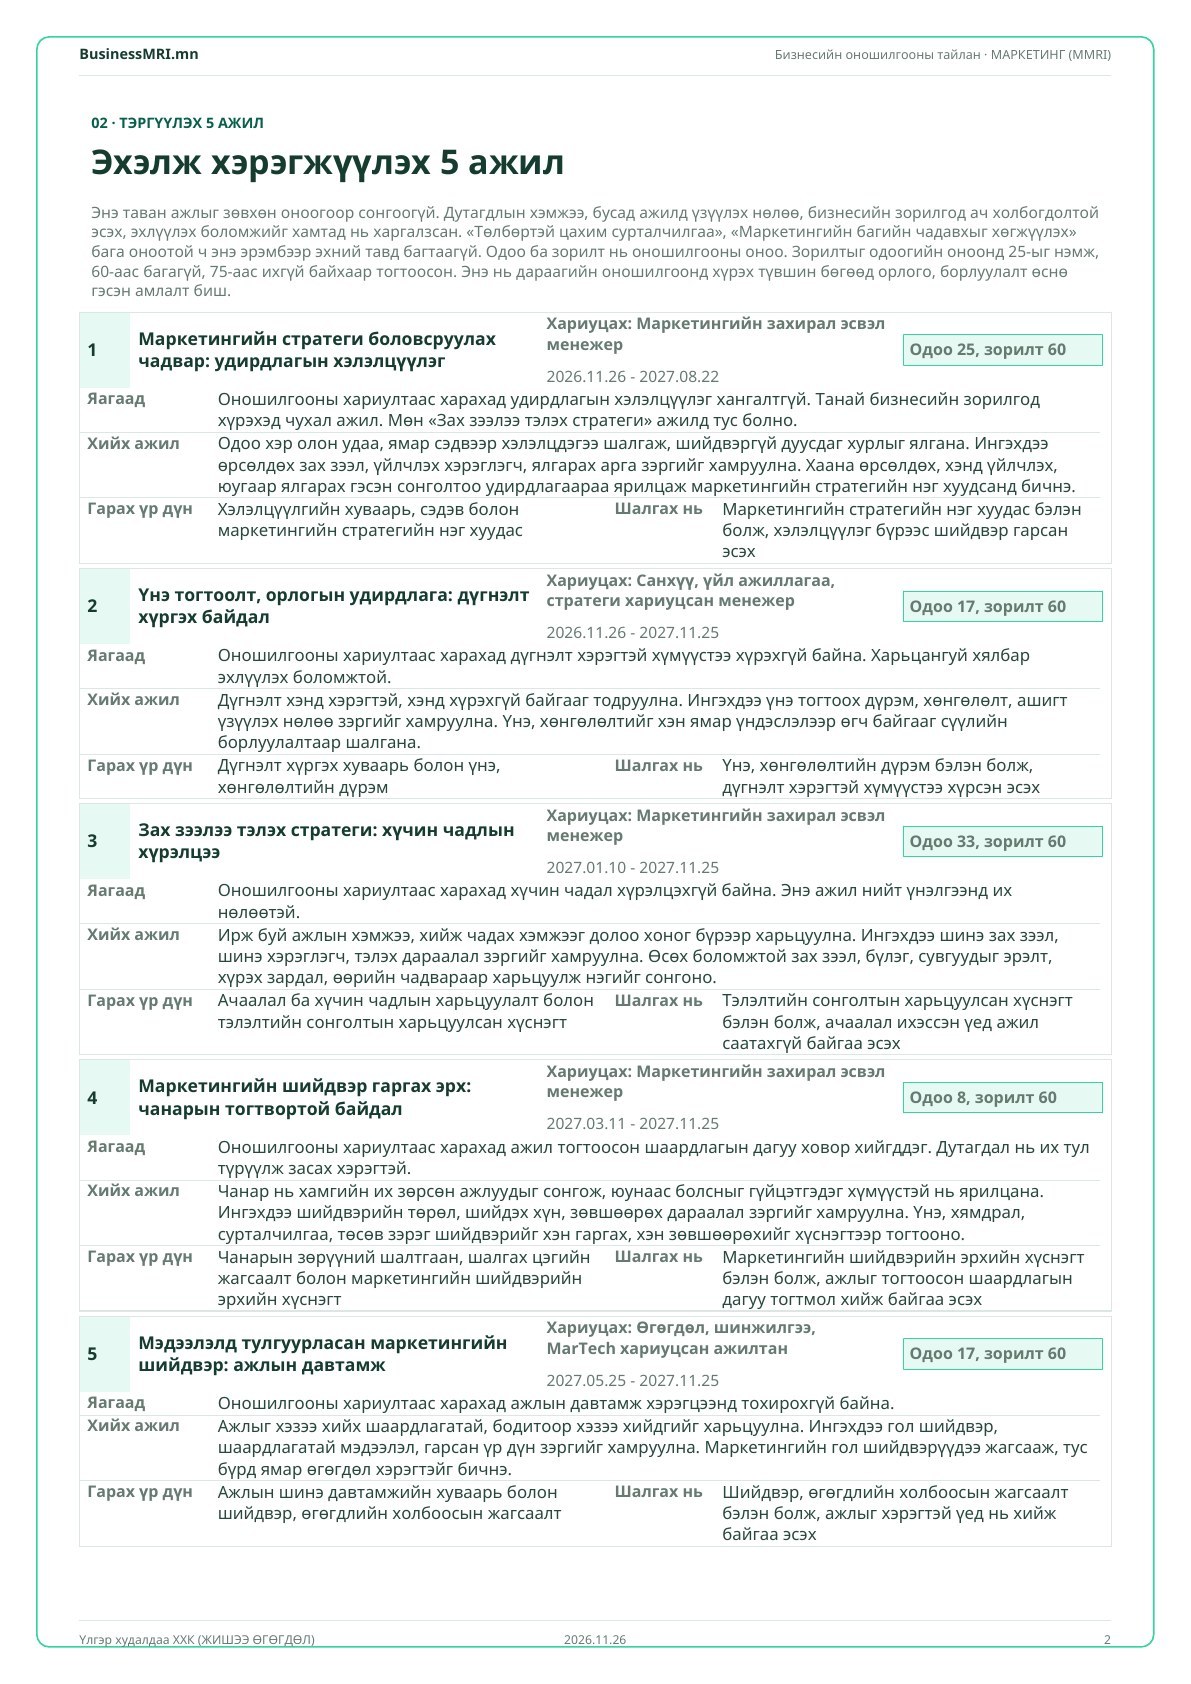 BusinessMRI.mn
Бизнесийн оношилгооны тайлан · МАРКЕТИНГ (MMRI)
02 · ТЭРГҮҮЛЭХ 5 АЖИЛ
Эхэлж хэрэгжүүлэх 5 ажил
Энэ таван ажлыг зөвхөн оноогоор сонгоогүй. Дутагдлын хэмжээ, бусад ажилд үзүүлэх нөлөө, бизнесийн зорилгод ач холбогдолтой
эсэх, эхлүүлэх боломжийг хамтад нь харгалзсан. «Төлбөртэй цахим сурталчилгаа», «Маркетингийн багийн чадавхыг хөгжүүлэх»
бага оноотой ч энэ эрэмбээр эхний тавд багтаагүй. Одоо ба зорилт нь оношилгооны оноо. Зорилтыг одоогийн оноонд 25-ыг нэмж,
60-аас багагүй, 75-аас ихгүй байхаар тогтоосон. Энэ нь дараагийн оношилгоонд хүрэх түвшин бөгөөд орлого, борлуулалт өснө
гэсэн амлалт биш.
1
Маркетингийн стратеги боловсруулах
чадвар: удирдлагын хэлэлцүүлэг
Хариуцах: Маркетингийн захирал эсвэл
менежер
2026.11.26 - 2027.08.22
Одоо 25, зорилт 60
Яагаад
Оношилгооны хариултаас харахад удирдлагын хэлэлцүүлэг хангалтгүй. Танай бизнесийн зорилгод
хүрэхэд чухал ажил. Мөн «Зах зээлээ тэлэх стратеги» ажилд тус болно.
Хийх ажил
Одоо хэр олон удаа, ямар сэдвээр хэлэлцдэгээ шалгаж, шийдвэргүй дуусдаг хурлыг ялгана. Ингэхдээ
өрсөлдөх зах зээл, үйлчлэх хэрэглэгч, ялгарах арга зэргийг хамруулна. Хаана өрсөлдөх, хэнд үйлчлэх,
юугаар ялгарах гэсэн сонголтоо удирдлагаараа ярилцаж маркетингийн стратегийн нэг хуудсанд бичнэ.
Гарах үр дүн
Хэлэлцүүлгийн хуваарь, сэдэв болон
маркетингийн стратегийн нэг хуудас
Шалгах нь
Маркетингийн стратегийн нэг хуудас бэлэн
болж, хэлэлцүүлэг бүрээс шийдвэр гарсан
эсэх
2
Үнэ тогтоолт, орлогын удирдлага: дүгнэлт
хүргэх байдал
Хариуцах: Санхүү, үйл ажиллагаа,
стратеги хариуцсан менежер
2026.11.26 - 2027.11.25
Одоо 17, зорилт 60
Яагаад
Оношилгооны хариултаас харахад дүгнэлт хэрэгтэй хүмүүстээ хүрэхгүй байна. Харьцангуй хялбар
эхлүүлэх боломжтой.
Хийх ажил
Дүгнэлт хэнд хэрэгтэй, хэнд хүрэхгүй байгааг тодруулна. Ингэхдээ үнэ тогтоох дүрэм, хөнгөлөлт, ашигт
үзүүлэх нөлөө зэргийг хамруулна. Үнэ, хөнгөлөлтийг хэн ямар үндэслэлээр өгч байгааг сүүлийн
борлуулалтаар шалгана.
Гарах үр дүн
Дүгнэлт хүргэх хуваарь болон үнэ,
хөнгөлөлтийн дүрэм
Шалгах нь
Үнэ, хөнгөлөлтийн дүрэм бэлэн болж,
дүгнэлт хэрэгтэй хүмүүстээ хүрсэн эсэх
3
Зах зээлээ тэлэх стратеги: хүчин чадлын
хүрэлцээ
Хариуцах: Маркетингийн захирал эсвэл
менежер
2027.01.10 - 2027.11.25
Одоо 33, зорилт 60
Яагаад
Оношилгооны хариултаас харахад хүчин чадал хүрэлцэхгүй байна. Энэ ажил нийт үнэлгээнд их
нөлөөтэй.
Хийх ажил
Ирж буй ажлын хэмжээ, хийж чадах хэмжээг долоо хоног бүрээр харьцуулна. Ингэхдээ шинэ зах зээл,
шинэ хэрэглэгч, тэлэх дараалал зэргийг хамруулна. Өсөх боломжтой зах зээл, бүлэг, сувгуудыг эрэлт,
хүрэх зардал, өөрийн чадвараар харьцуулж нэгийг сонгоно.
Гарах үр дүн
Ачаалал ба хүчин чадлын харьцуулалт болон
тэлэлтийн сонголтын харьцуулсан хүснэгт
Шалгах нь
Тэлэлтийн сонголтын харьцуулсан хүснэгт
бэлэн болж, ачаалал ихэссэн үед ажил
саатахгүй байгаа эсэх
4
Маркетингийн шийдвэр гаргах эрх:
чанарын тогтвортой байдал
Хариуцах: Маркетингийн захирал эсвэл
менежер
2027.03.11 - 2027.11.25
Одоо 8, зорилт 60
Яагаад
Оношилгооны хариултаас харахад ажил тогтоосон шаардлагын дагуу ховор хийгддэг. Дутагдал нь их тул
түрүүлж засах хэрэгтэй.
Хийх ажил
Чанар нь хамгийн их зөрсөн ажлуудыг сонгож, юунаас болсныг гүйцэтгэдэг хүмүүстэй нь ярилцана.
Ингэхдээ шийдвэрийн төрөл, шийдэх хүн, зөвшөөрөх дараалал зэргийг хамруулна. Үнэ, хямдрал,
сурталчилгаа, төсөв зэрэг шийдвэрийг хэн гаргах, хэн зөвшөөрөхийг хүснэгтээр тогтооно.
Гарах үр дүн
Чанарын зөрүүний шалтгаан, шалгах цэгийн
жагсаалт болон маркетингийн шийдвэрийн
эрхийн хүснэгт
Шалгах нь
Маркетингийн шийдвэрийн эрхийн хүснэгт
бэлэн болж, ажлыг тогтоосон шаардлагын
дагуу тогтмол хийж байгаа эсэх
5
Мэдээлэлд тулгуурласан маркетингийн
шийдвэр: ажлын давтамж
Хариуцах: Өгөгдөл, шинжилгээ,
MarTech хариуцсан ажилтан
2027.05.25 - 2027.11.25
Одоо 17, зорилт 60
Яагаад
Оношилгооны хариултаас харахад ажлын давтамж хэрэгцээнд тохирохгүй байна.
Хийх ажил
Ажлыг хэзээ хийх шаардлагатай, бодитоор хэзээ хийдгийг харьцуулна. Ингэхдээ гол шийдвэр,
шаардлагатай мэдээлэл, гарсан үр дүн зэргийг хамруулна. Маркетингийн гол шийдвэрүүдээ жагсааж, тус
бүрд ямар өгөгдөл хэрэгтэйг бичнэ.
Гарах үр дүн
Ажлын шинэ давтамжийн хуваарь болон
шийдвэр, өгөгдлийн холбоосын жагсаалт
Шалгах нь
Шийдвэр, өгөгдлийн холбоосын жагсаалт
бэлэн болж, ажлыг хэрэгтэй үед нь хийж
байгаа эсэх
Үлгэр худалдаа ХХК (ЖИШЭЭ ӨГӨГДӨЛ)
2026.11.26
2